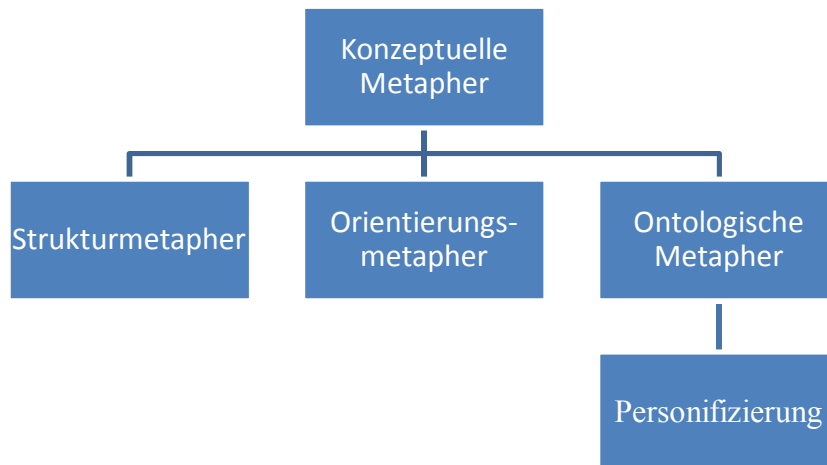 Konzeptuelle
Metapher
Strukturmetapher
Orientierungs-
metapher
Ontologische
Metapher
Personifizierung